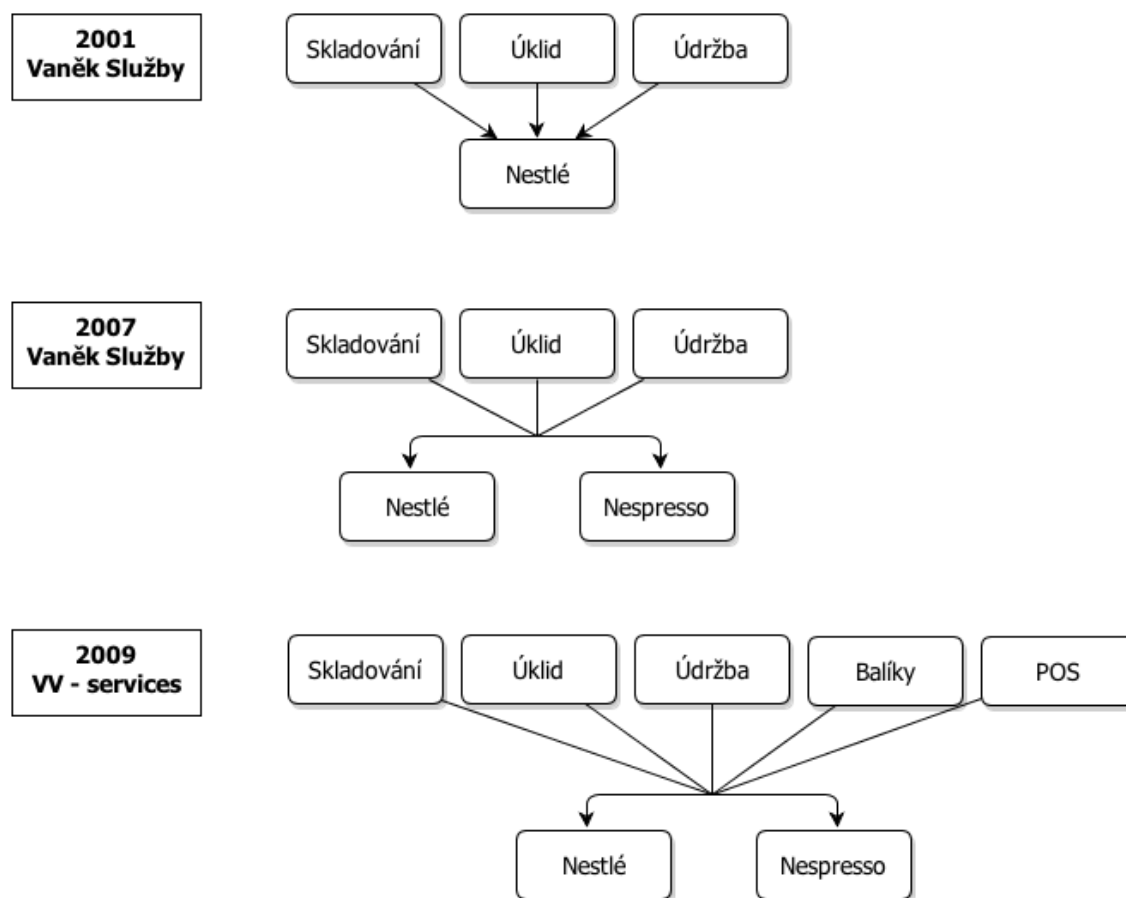 2001
Vaněk Služby
Skladování
Úklid
Údržba
Nestlé
2007
Vaněk Služby
Skladování
Úklid
Údržba
Nestlé
Nespresso
2009
VV - services
Skladování
Úklid
Údržba
Balíky
POS
Nestlé
Nespresso